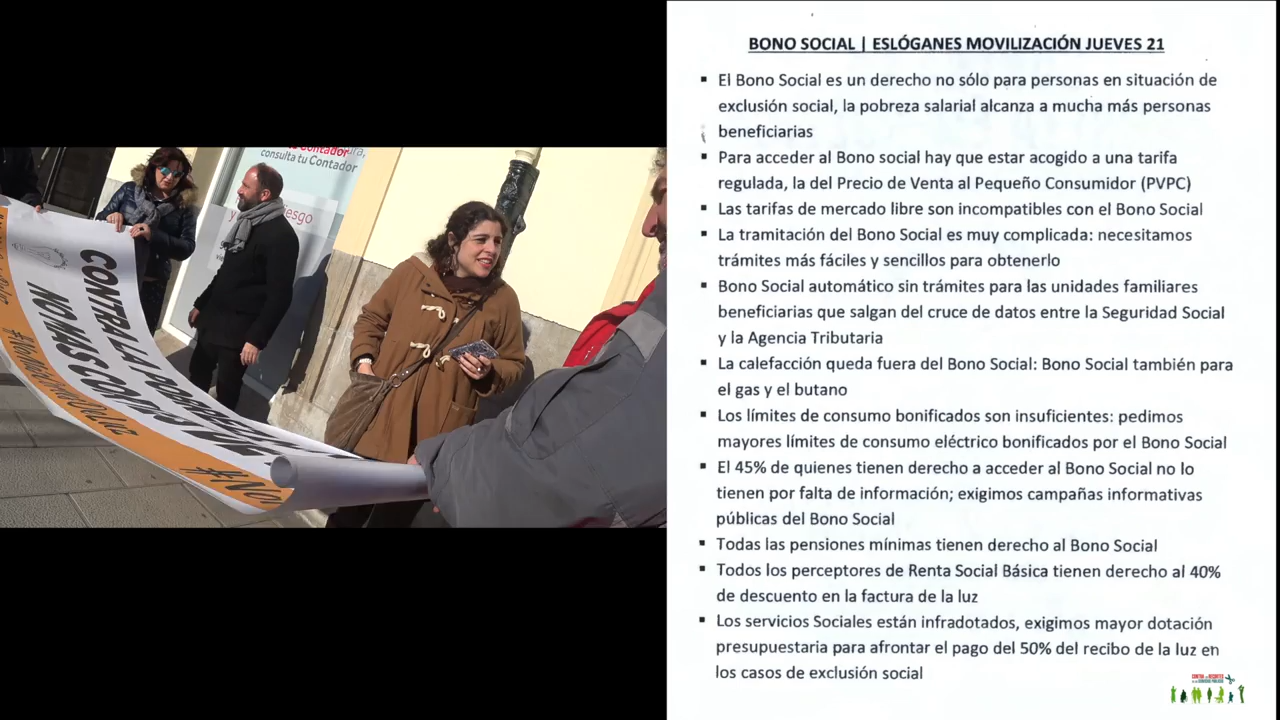 consulta tu Contador
CONTRA LA POBREZA
NO MÁS CORTES
BONO SOCIAL | ESLÓGANES MOVILIZACIÓN JUEVES 21
▪ El Bono Social es un derecho no sólo para personas en situación de
exclusión social, la pobreza salarial alcanza a mucha más personas
beneficiarias
▪ Para acceder al Bono social hay que estar acogido a una tarifa
regulada, la del Precio de Venta al Pequeño Consumidor (PVPC)
▪ Las tarifas de mercado libre son incompatibles con el Bono Social
▪ La tramitación del Bono Social es muy complicada: necesitamos
trámites más fáciles y sencillos para obtenerlo
▪ Bono Social automático sin trámites para las unidades familiares
beneficiarias que salgan del cruce de datos entre la Seguridad Social
y la Agencia Tributaria
▪ La calefacción queda fuera del Bono Social: Bono Social también para
el gas y el butano
▪ Los límites de consumo bonificados son insuficientes: pedimos
mayores límites de consumo eléctrico bonificados por el Bono Social
▪ El 45% de quienes tienen derecho a acceder al Bono Social no lo
tienen por falta de información; exigimos campañas informativas
públicas del Bono Social
▪ Todas las pensiones mínimas tienen derecho al Bono Social
▪ Todos los perceptores de Renta Social Básica tienen derecho al 40%
de descuento en la factura de la luz
▪ Los servicios Sociales están infradotados, exigimos mayor dotación
presupuestaria para afrontar el pago del 50% del recibo de la luz en
los casos de exclusión social